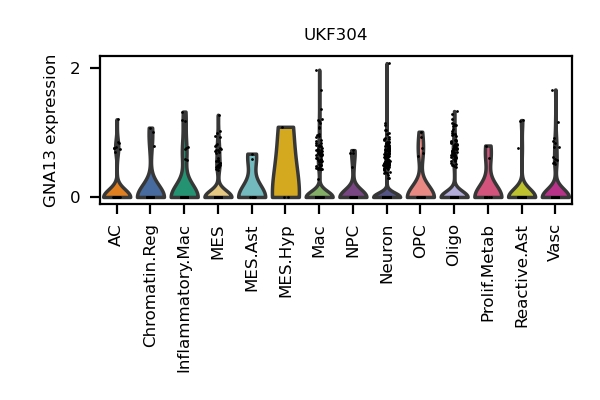 UKF304
GNA13 expression
2
0
AC
Chromatin.Reg
Inflammatory.Mac
MES
MES.Ast
MES.Hyp
Mac
NPC
Neuron
OPC
Oligo
Prolif.Metab
Reactive.Ast
Vasc